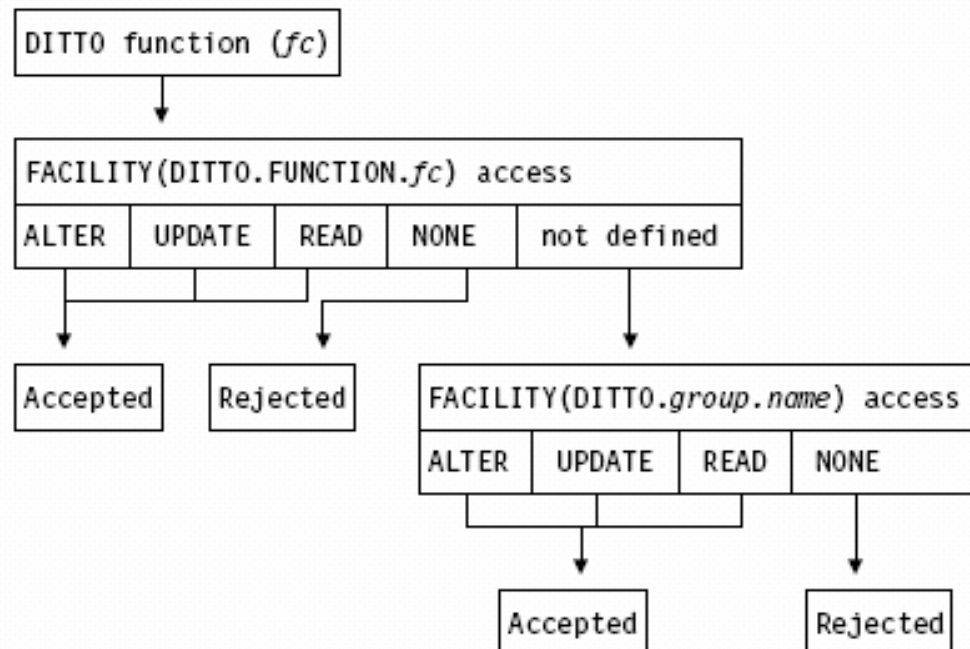 DITTO function (fc)
FACILITY(DITTO.FUNCTION.fc) access
ALTER UPDATE READ NONE not defined
Accepted Rejected
FACILITY(DITTO.group.name) access
ALTER UPDATE READ NONE
Accepted Rejected